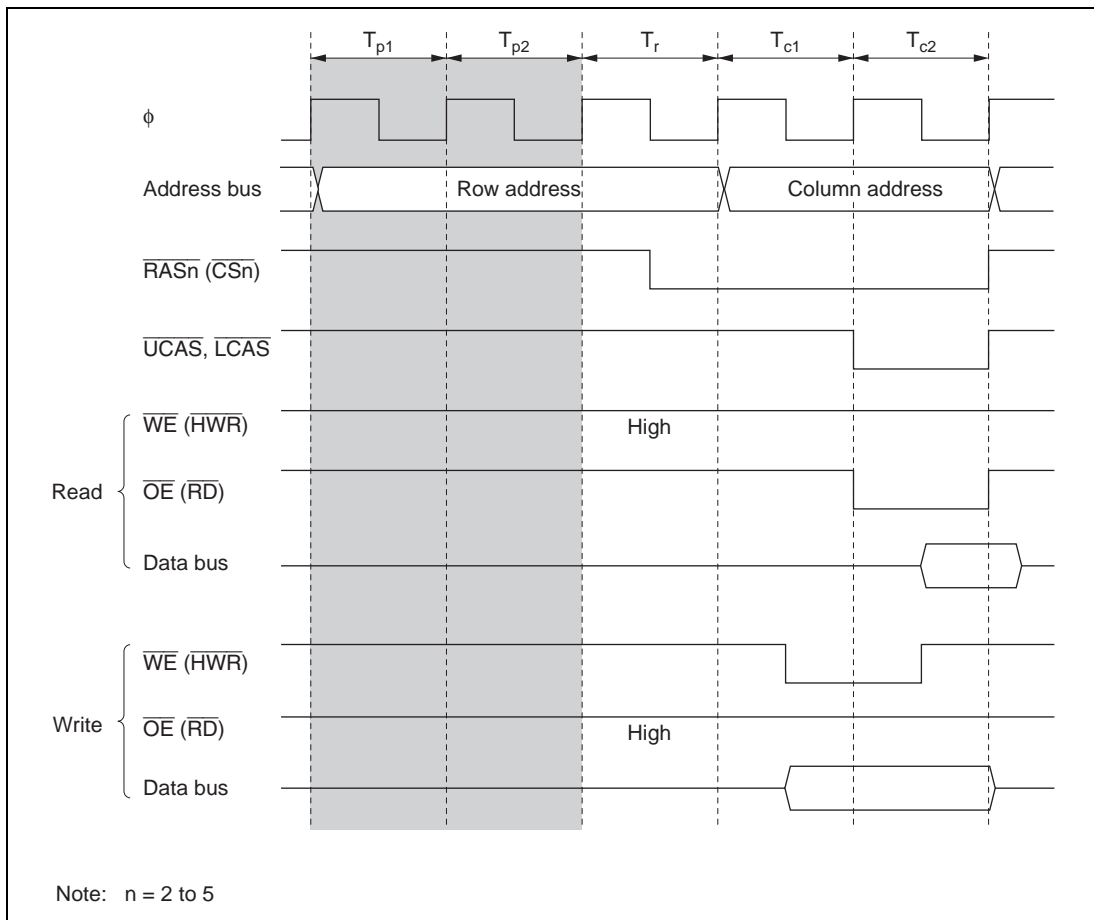 Tp1 Tp2 Tr Tc1 Tc2
ϕ
Address bus Row address Column address
RASn (CSn)
UCAS, LCAS
WE (HWR) High
Read OE (RD)
Data bus
WE (HWR)
Write OE (RD) High
Data bus
Note: n = 2 to 5